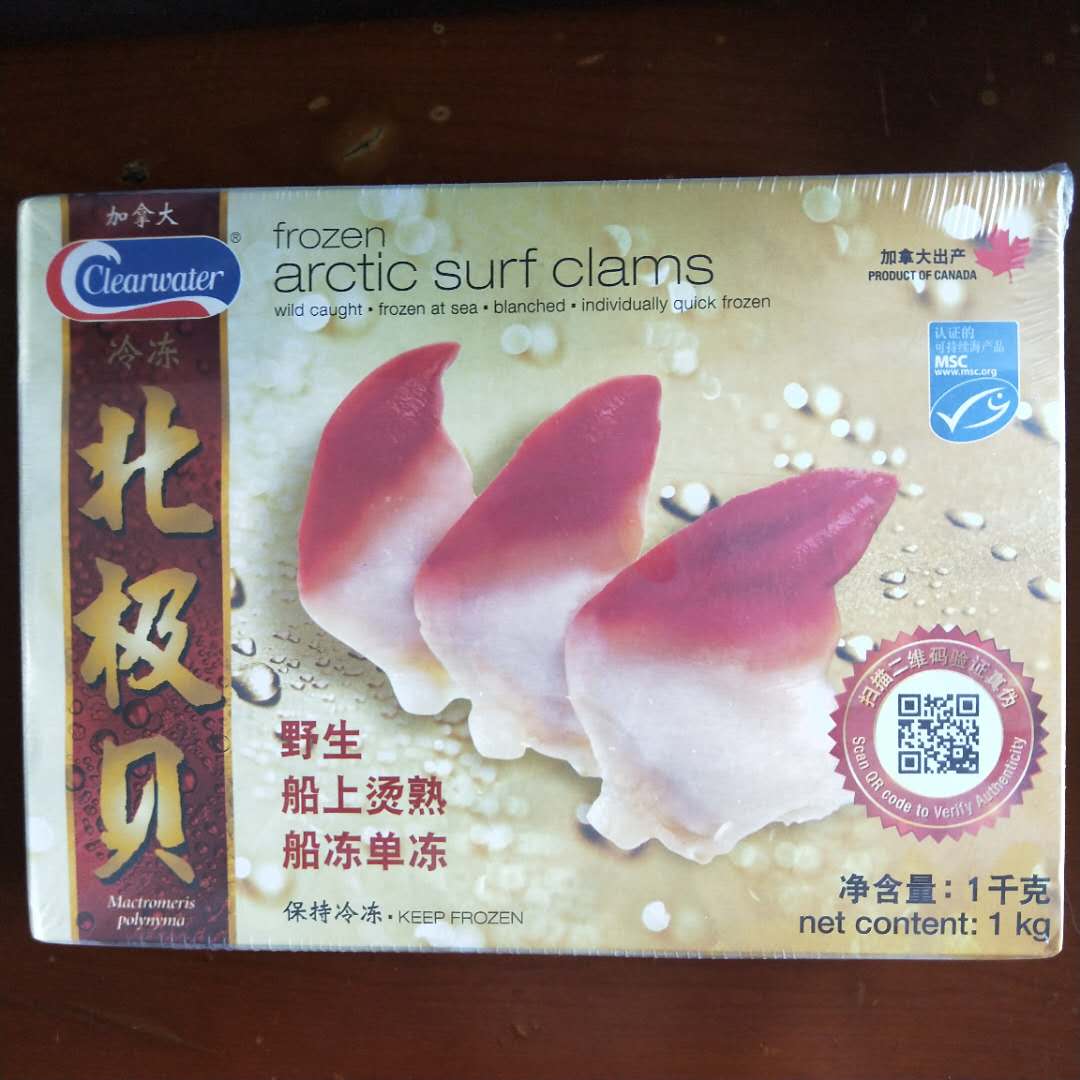 加拿大
Clearwater®
冷冻
北极贝
Mactromeris
polynyma
frozen
arctic surf clams
wild caught • frozen at sea • blanched • individually quick frozen
加拿大出产
PRODUCT OF CANADA
认证的
可持续海产品
MSC
www.msc.org
野生
船上烫熟
船冻单冻
保持冷冻 • KEEP FROZEN
扫描二维码验证真伪
Scan QR code to Verify Authenticity
净含量：1千克
net content: 1 kg